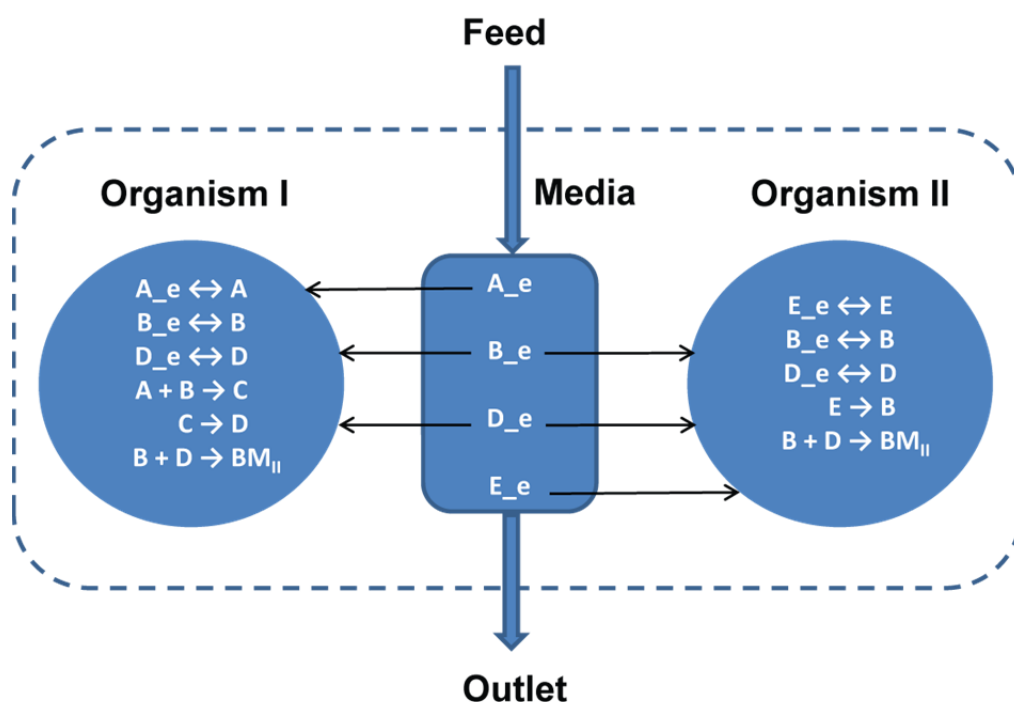 Feed
Organism I
Media
Organism II
A_e ↔ A
B_e ↔ B
D_e ↔ D
A + B → C
C → D
B + D → BM_II
A_e
B_e
D_e
E_e
E_e ↔ E
B_e ↔ B
D_e ↔ D
E → B
B + D → BM_II
Outlet